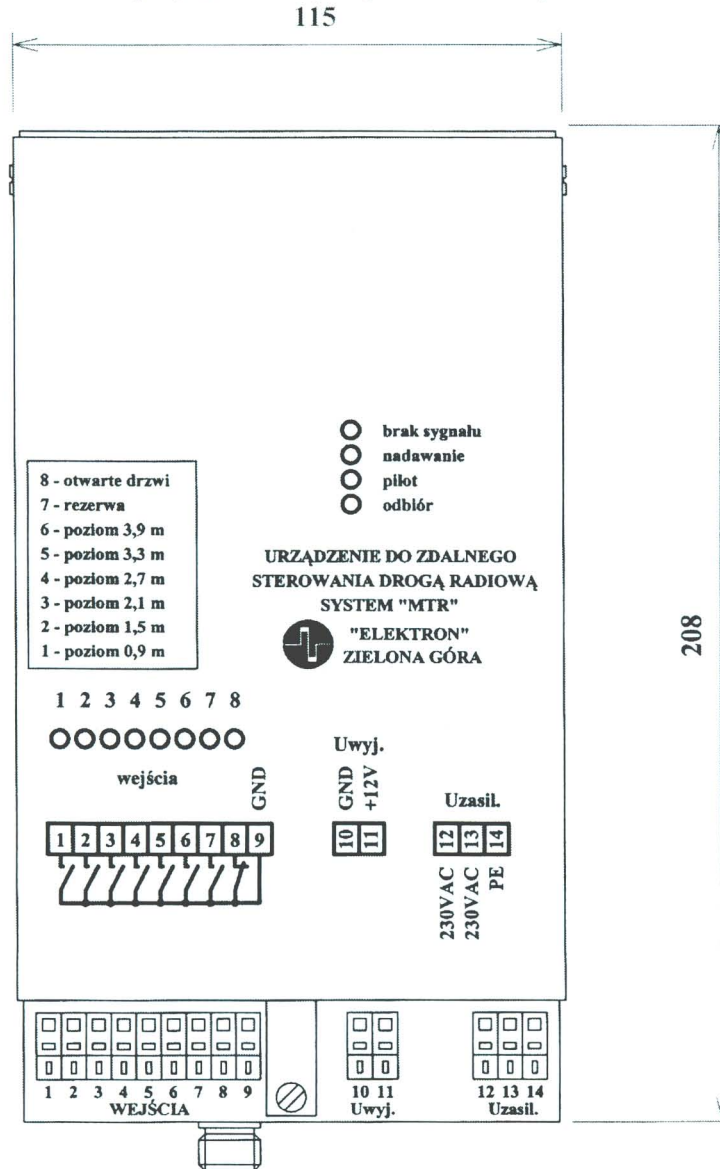 115
208
brak sygnału
nadawanie
pilot
odbiór
8 - otwarte drzwi
7 - rezerwa
6 - poziom 3,9 m
5 - poziom 3,3 m
4 - poziom 2,7 m
3 - poziom 2,1 m
2 - poziom 1,5 m
1 - poziom 0,9 m
URZĄDZENIE DO ZDALNEGO
STEROWANIA DROGĄ RADIOWĄ
SYSTEM "MTR"
"ELEKTRON"
ZIELONA GÓRA
1 2 3 4 5 6 7 8
wejścia
GND
1 2 3 4 5 6 7 8 9
Uwyj.
GND
+12V
10 11
Uzasil.
12 13 14
230VAC
230VAC
PE
1 2 3 4 5 6 7 8 9
WEJŚCIA
10 11
Uwyj.
12 13 14
Uzasil.